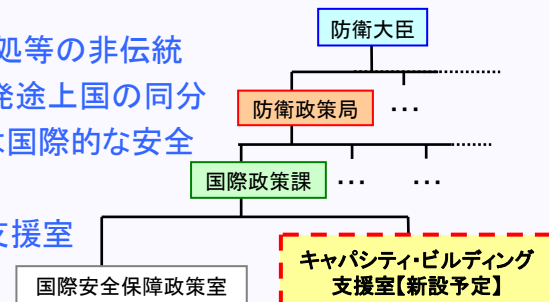 処等の非伝統
発途上国の同分
国際的な安全
支援室
防衛大臣
防衛政策局 ・・・
国際政策課 ・・・ ・・・
国際安全保障政策室
キャパシティ・ビルディング
支援室【新設予定】